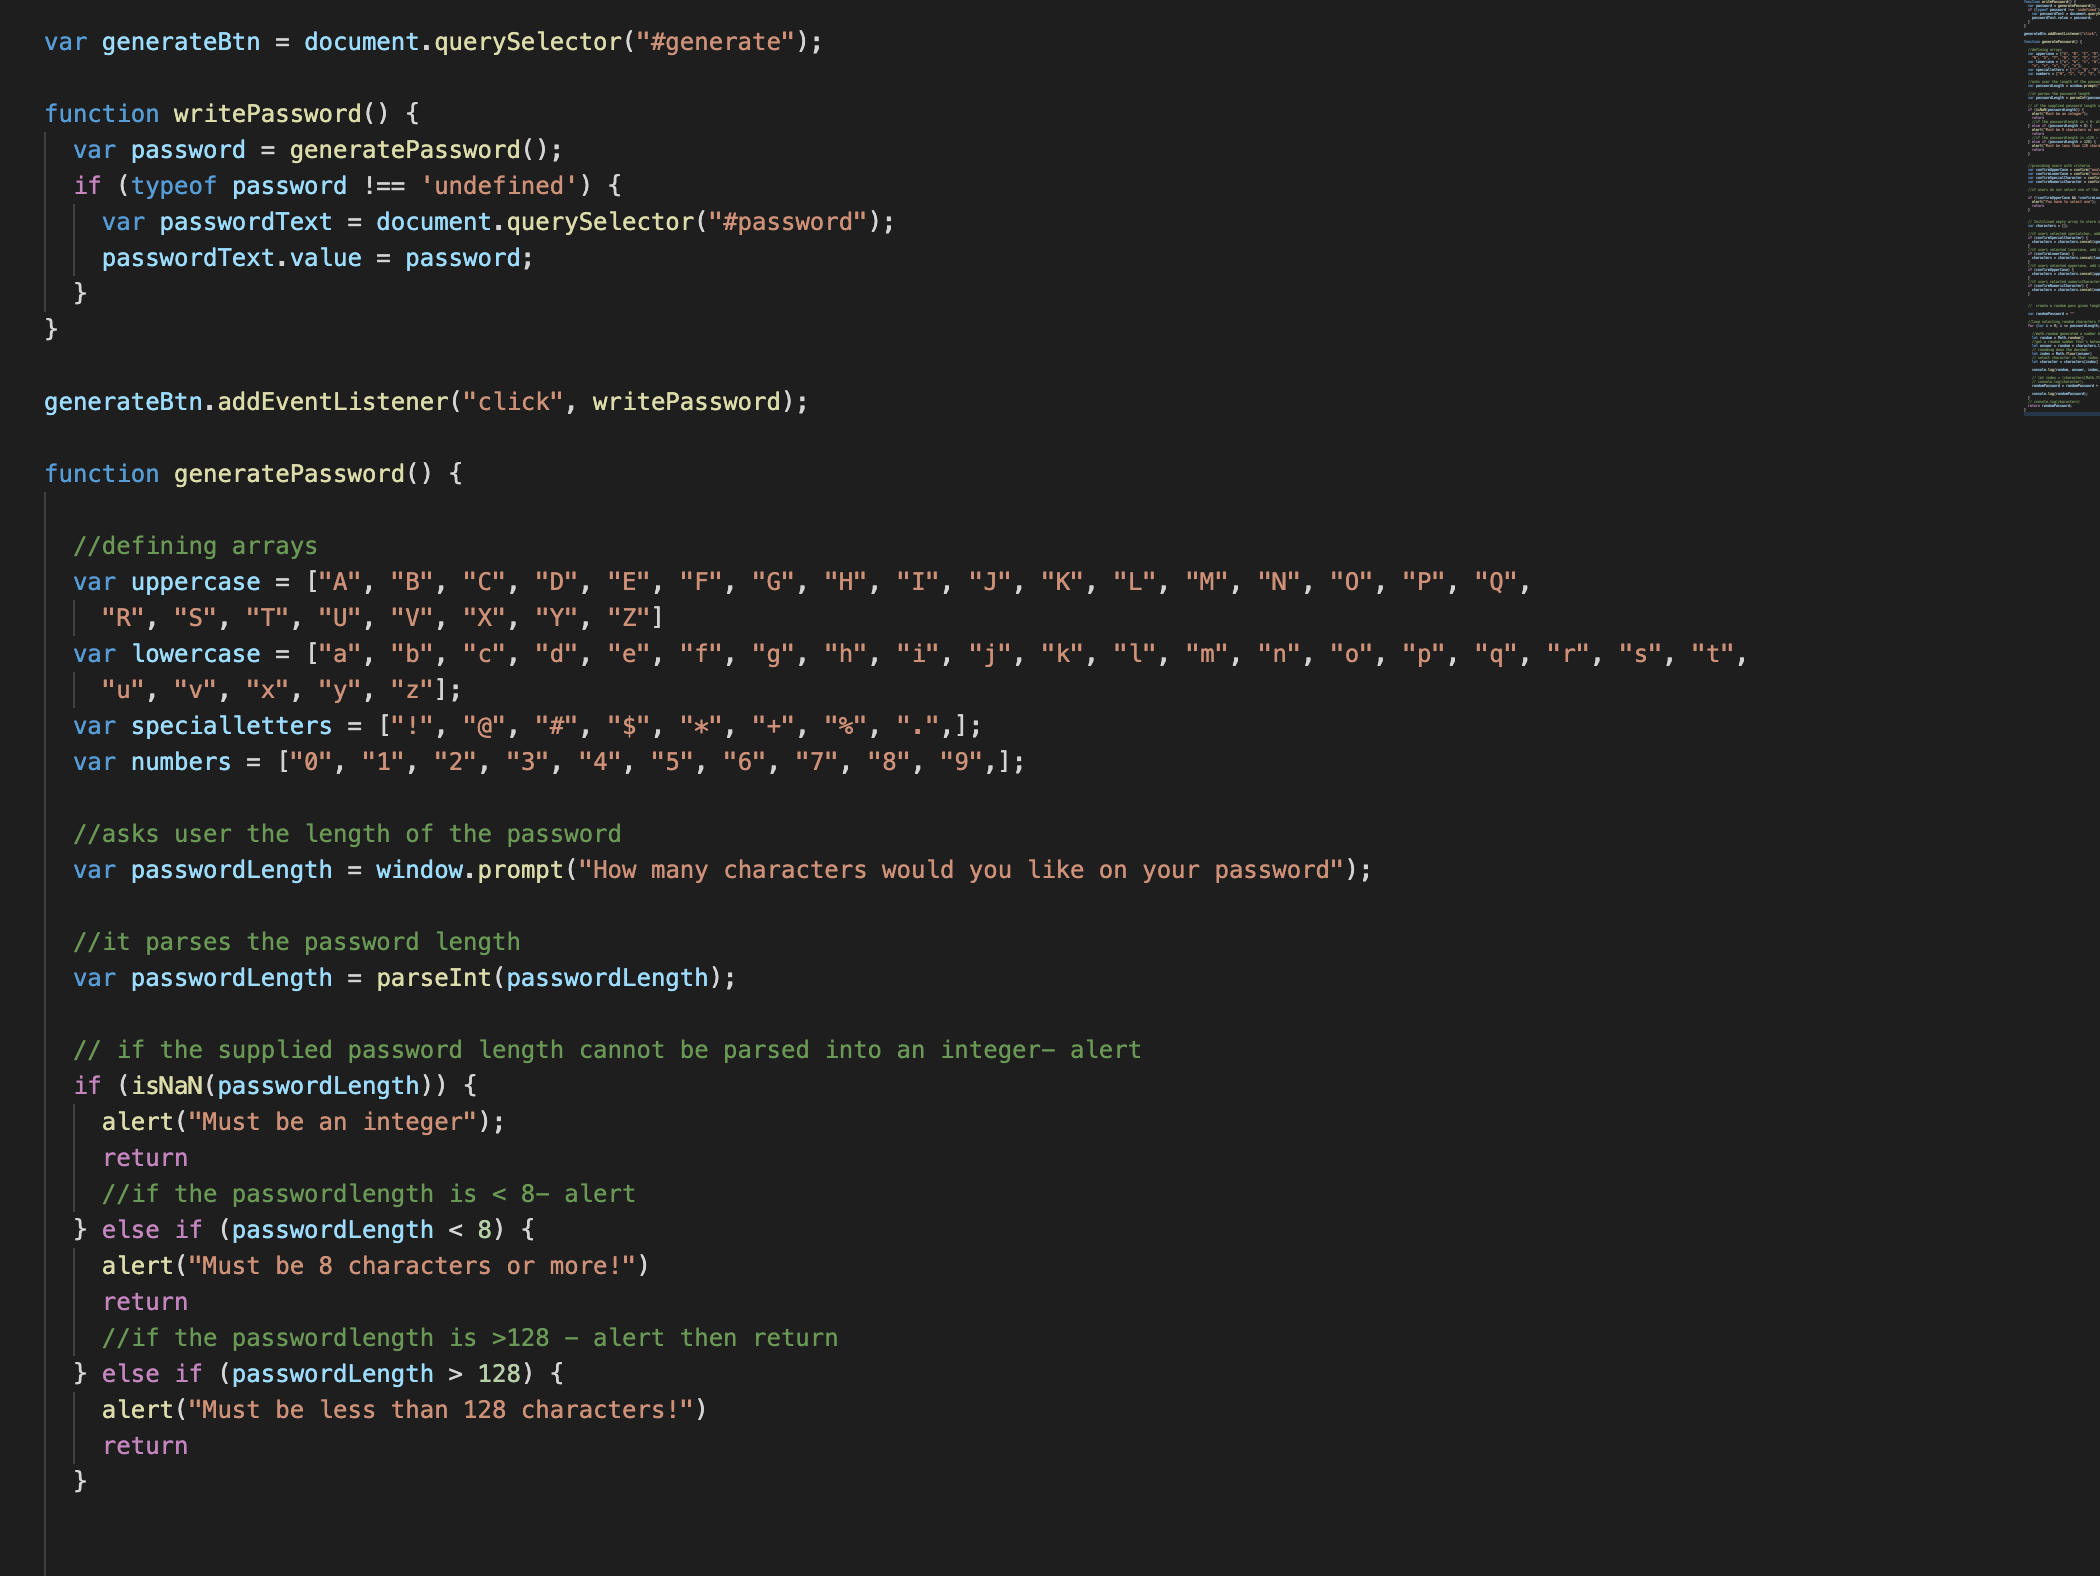 var generateBtn = document.querySelector("#generate");
function writePassword() {
var password = generatePassword();
if (typeof password !== 'undefined') {
var passwordText = document.querySelector("#password");
passwordText.value = password;
}
}
generateBtn.addEventListener("click", writePassword);
function generatePassword() {
//defining arrays
var uppercase = ["A", "B", "C", "D", "E", "F", "G", "H", "I", "J", "K", "L", "M", "N", "O", "P", "Q",
"R", "S", "T", "U", "V", "X", "Y", "Z"]
var lowercase = ["a", "b", "c", "d", "e", "f", "g", "h", "i", "j", "k", "l", "m", "n", "o", "p", "q", "r", "s", "t",
"u", "v", "x", "y", "z"];
var specialletters = ["!", "@", "#", "$", "*", "+", "%", ".",];
var numbers = ["0", "1", "2", "3", "4", "5", "6", "7", "8", "9",];
//asks user the length of the password
var passwordLength = window.prompt("How many characters would you like on your password");
//it parses the password length
var passwordLength = parseInt(passwordLength);
// if the supplied password length cannot be parsed into an integer- alert
if (isNaN(passwordLength)) {
alert("Must be an integer");
return
//if the passwordlength is < 8- alert
} else if (passwordLength < 8) {
alert("Must be 8 characters or more!")
return
//if the passwordlength is >128 - alert then return
} else if (passwordLength > 128) {
alert("Must be less than 128 characters!")
return
}